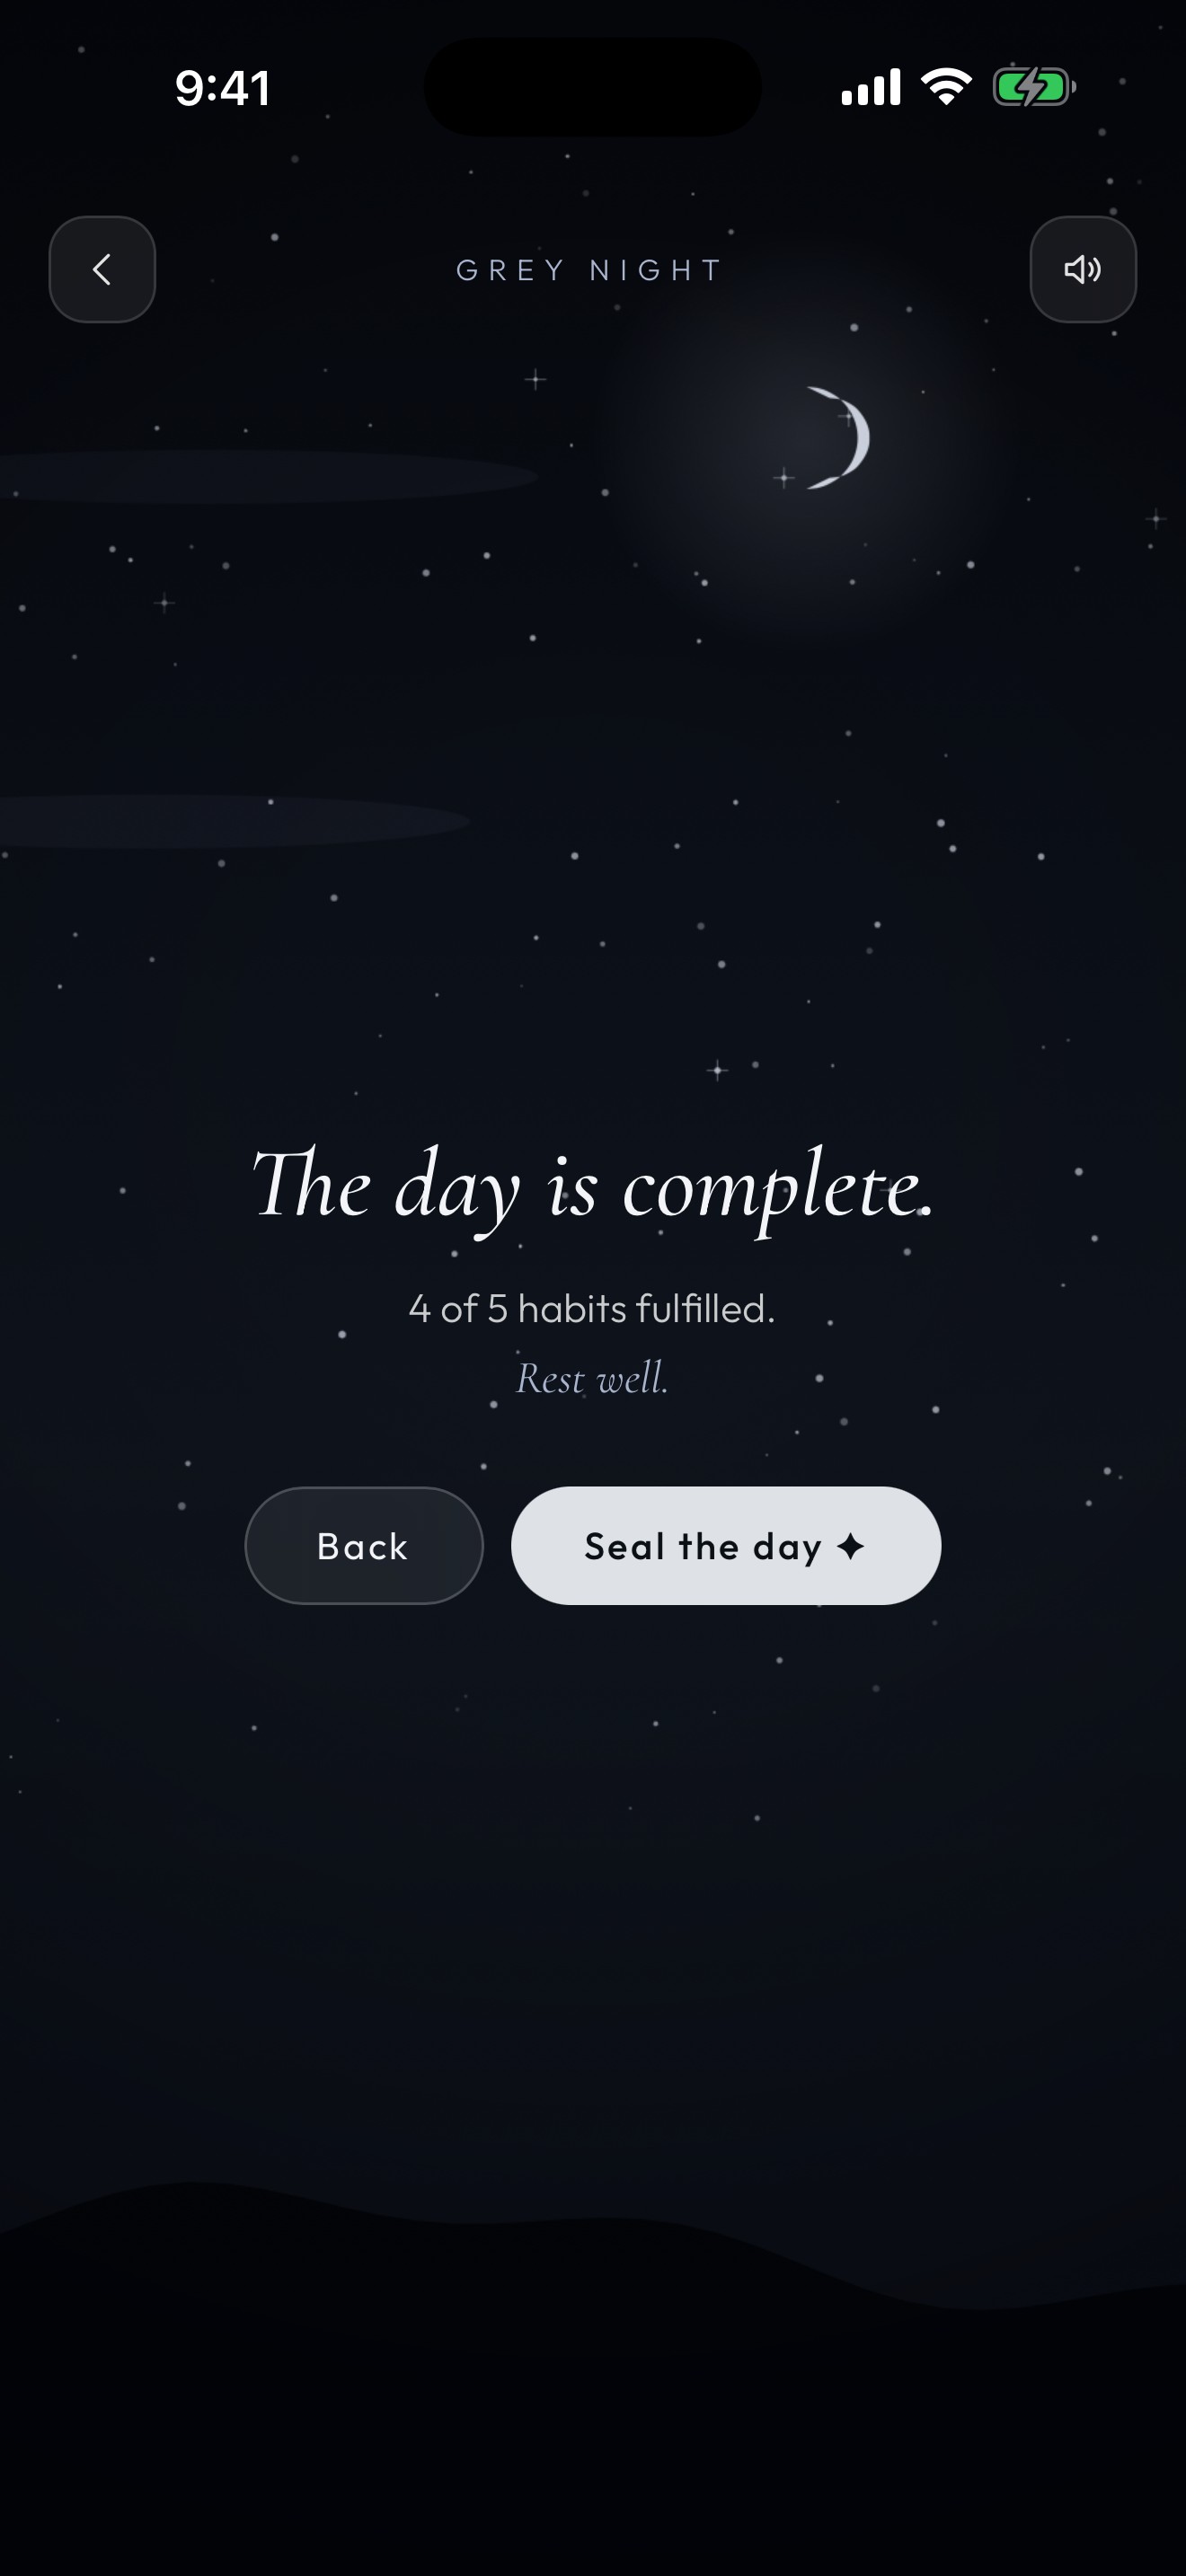 9:41
GREY NIGHT
The day is complete.
4 of 5 habits fulfilled.
Rest well.
Back
Seal the day ✦